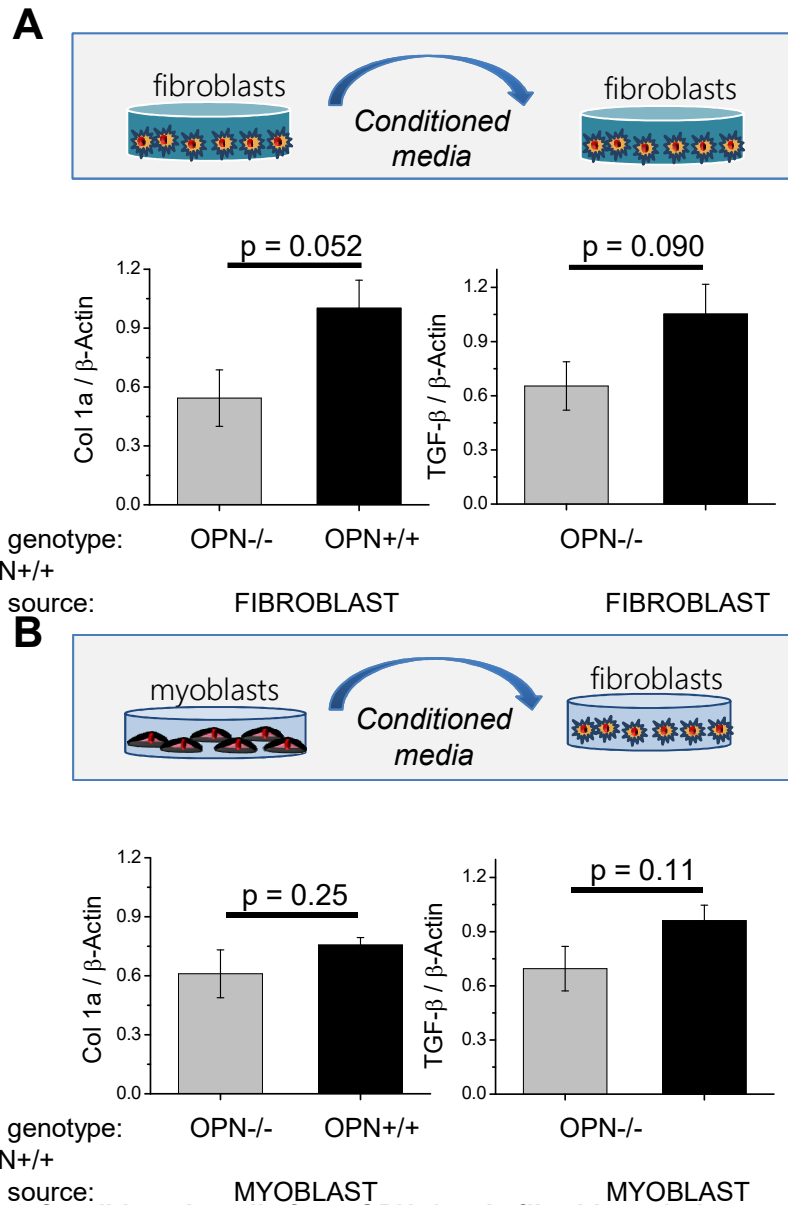 A
fibroblasts
fibroblasts
Conditioned
media
p = 0.052
p = 0.090
Col 1a / β-Actin
1.2
0.9
0.6
0.3
0.0
TGF-β / β-Actin
1.2
0.9
0.6
0.3
0.0
genotype: OPN-/- OPN+/+ OPN-/-
N+/+
source: FIBROBLAST FIBROBLAST
B
myoblasts
fibroblasts
Conditioned
media
p = 0.25
p = 0.11
Col 1a / β-Actin
1.2
0.9
0.6
0.3
0.0
TGF-β / β-Actin
1.2
0.9
0.6
0.3
0.0
genotype: OPN-/- OPN+/+ OPN-/-
N+/+
source: MYOBLAST MYOBLAST